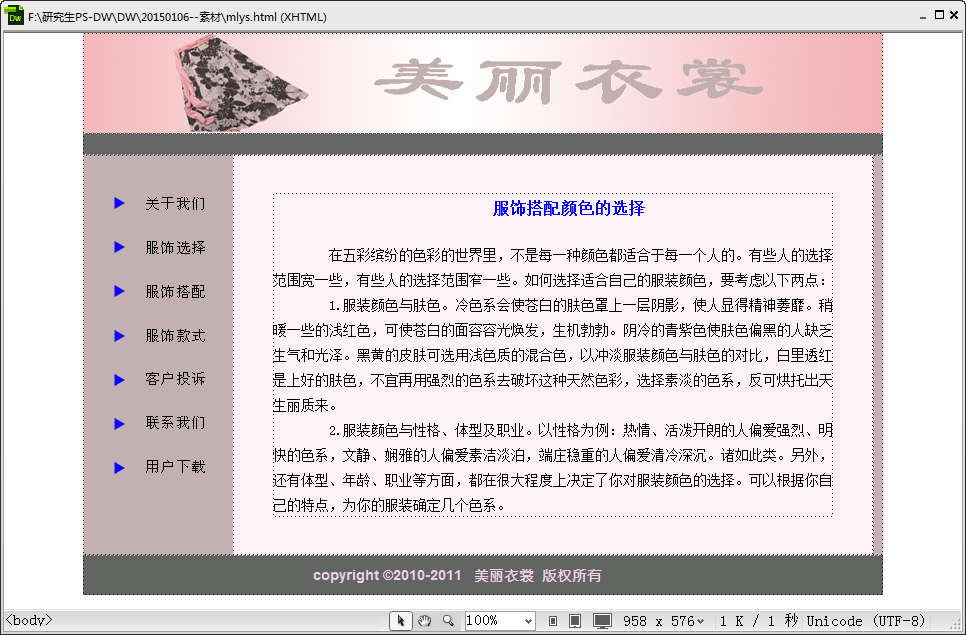 F:\研究生PS-DW\DW\20150106--素材\mlys.html (XHTML)
美丽衣裳
关于我们
服饰选择
服饰搭配
服饰款式
客户投诉
联系我们
用户下载
服饰搭配颜色的选择
在五彩缤纷的色彩的世界里，不是每一种颜色都适合于每一个人的。有些人的选择
范围宽一些，有些人的选择范围窄一些。如何选择适合自己的服装颜色，要考虑以下两点：
1.服装颜色与肤色。冷色系会使苍白的肤色罩上一层阴影，使人显得精神萎靡。稍
暖一些的浅红色，可使苍白的面容容光焕发，生机勃勃。阴冷的青紫色使肤色偏黑的人缺乏
生气和光泽。黑黄的皮肤可选用浅色质的混合色，以冲淡服装颜色与肤色的对比，白里透红
是上好的肤色，不宜再用强烈的色系去破坏这种天然色彩，选择素淡的色系，反可烘托出天
生丽质来。
2.服装颜色与性格、体型及职业。以性格为例：热情、活泼开朗的人偏爱强烈、明
快的色系，文静、娴雅的人偏爱素洁淡泊，端庄稳重的人偏爱清冷深沉。诸如此类。另外，
还有体型、年龄、职业等方面，都在很大程度上决定了你对服装颜色的选择。可以根据你自
己的特点，为你的服装确定几个色系。
copyright ©2010-2011 美丽衣裳 版权所有
<body> 100% 958 x 576 1 K / 1 秒 Unicode (UTF-8)